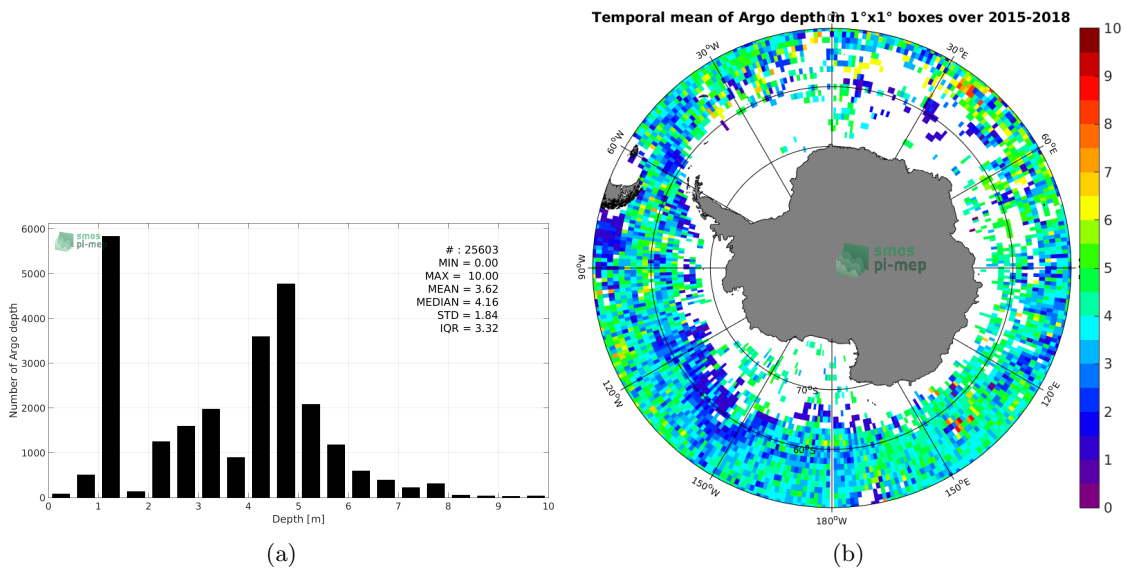 smos
pi-mep
# : 25603
MIN = 0.00
MAX = 10.00
MEAN = 3.62
MEDIAN = 4.16
STD = 1.84
IQR = 3.32
Number of Argo depth
6000
5000
4000
3000
2000
1000
0
0 1 2 3 4 5 6 7 8 9 10
Depth [m]
(a)
Temporal mean of Argo depth in 1°x1° boxes over 2015-2018
30°W
30°E
60°W
60°E
90°W
120°W
120°E
150°W
150°E
180°W
70°S
60°S
smos
pi-mep
10
9
8
7
6
5
4
3
2
1
0
(b)